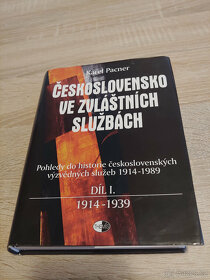 Karel Pacner
ČESKOSLOVENSKO
VE ZVLÁŠTNÍCH
SLUŽBÁCH
Pohledy do historie československých
výzvědných služeb 1914-1989
DÍL I.
1914-1939